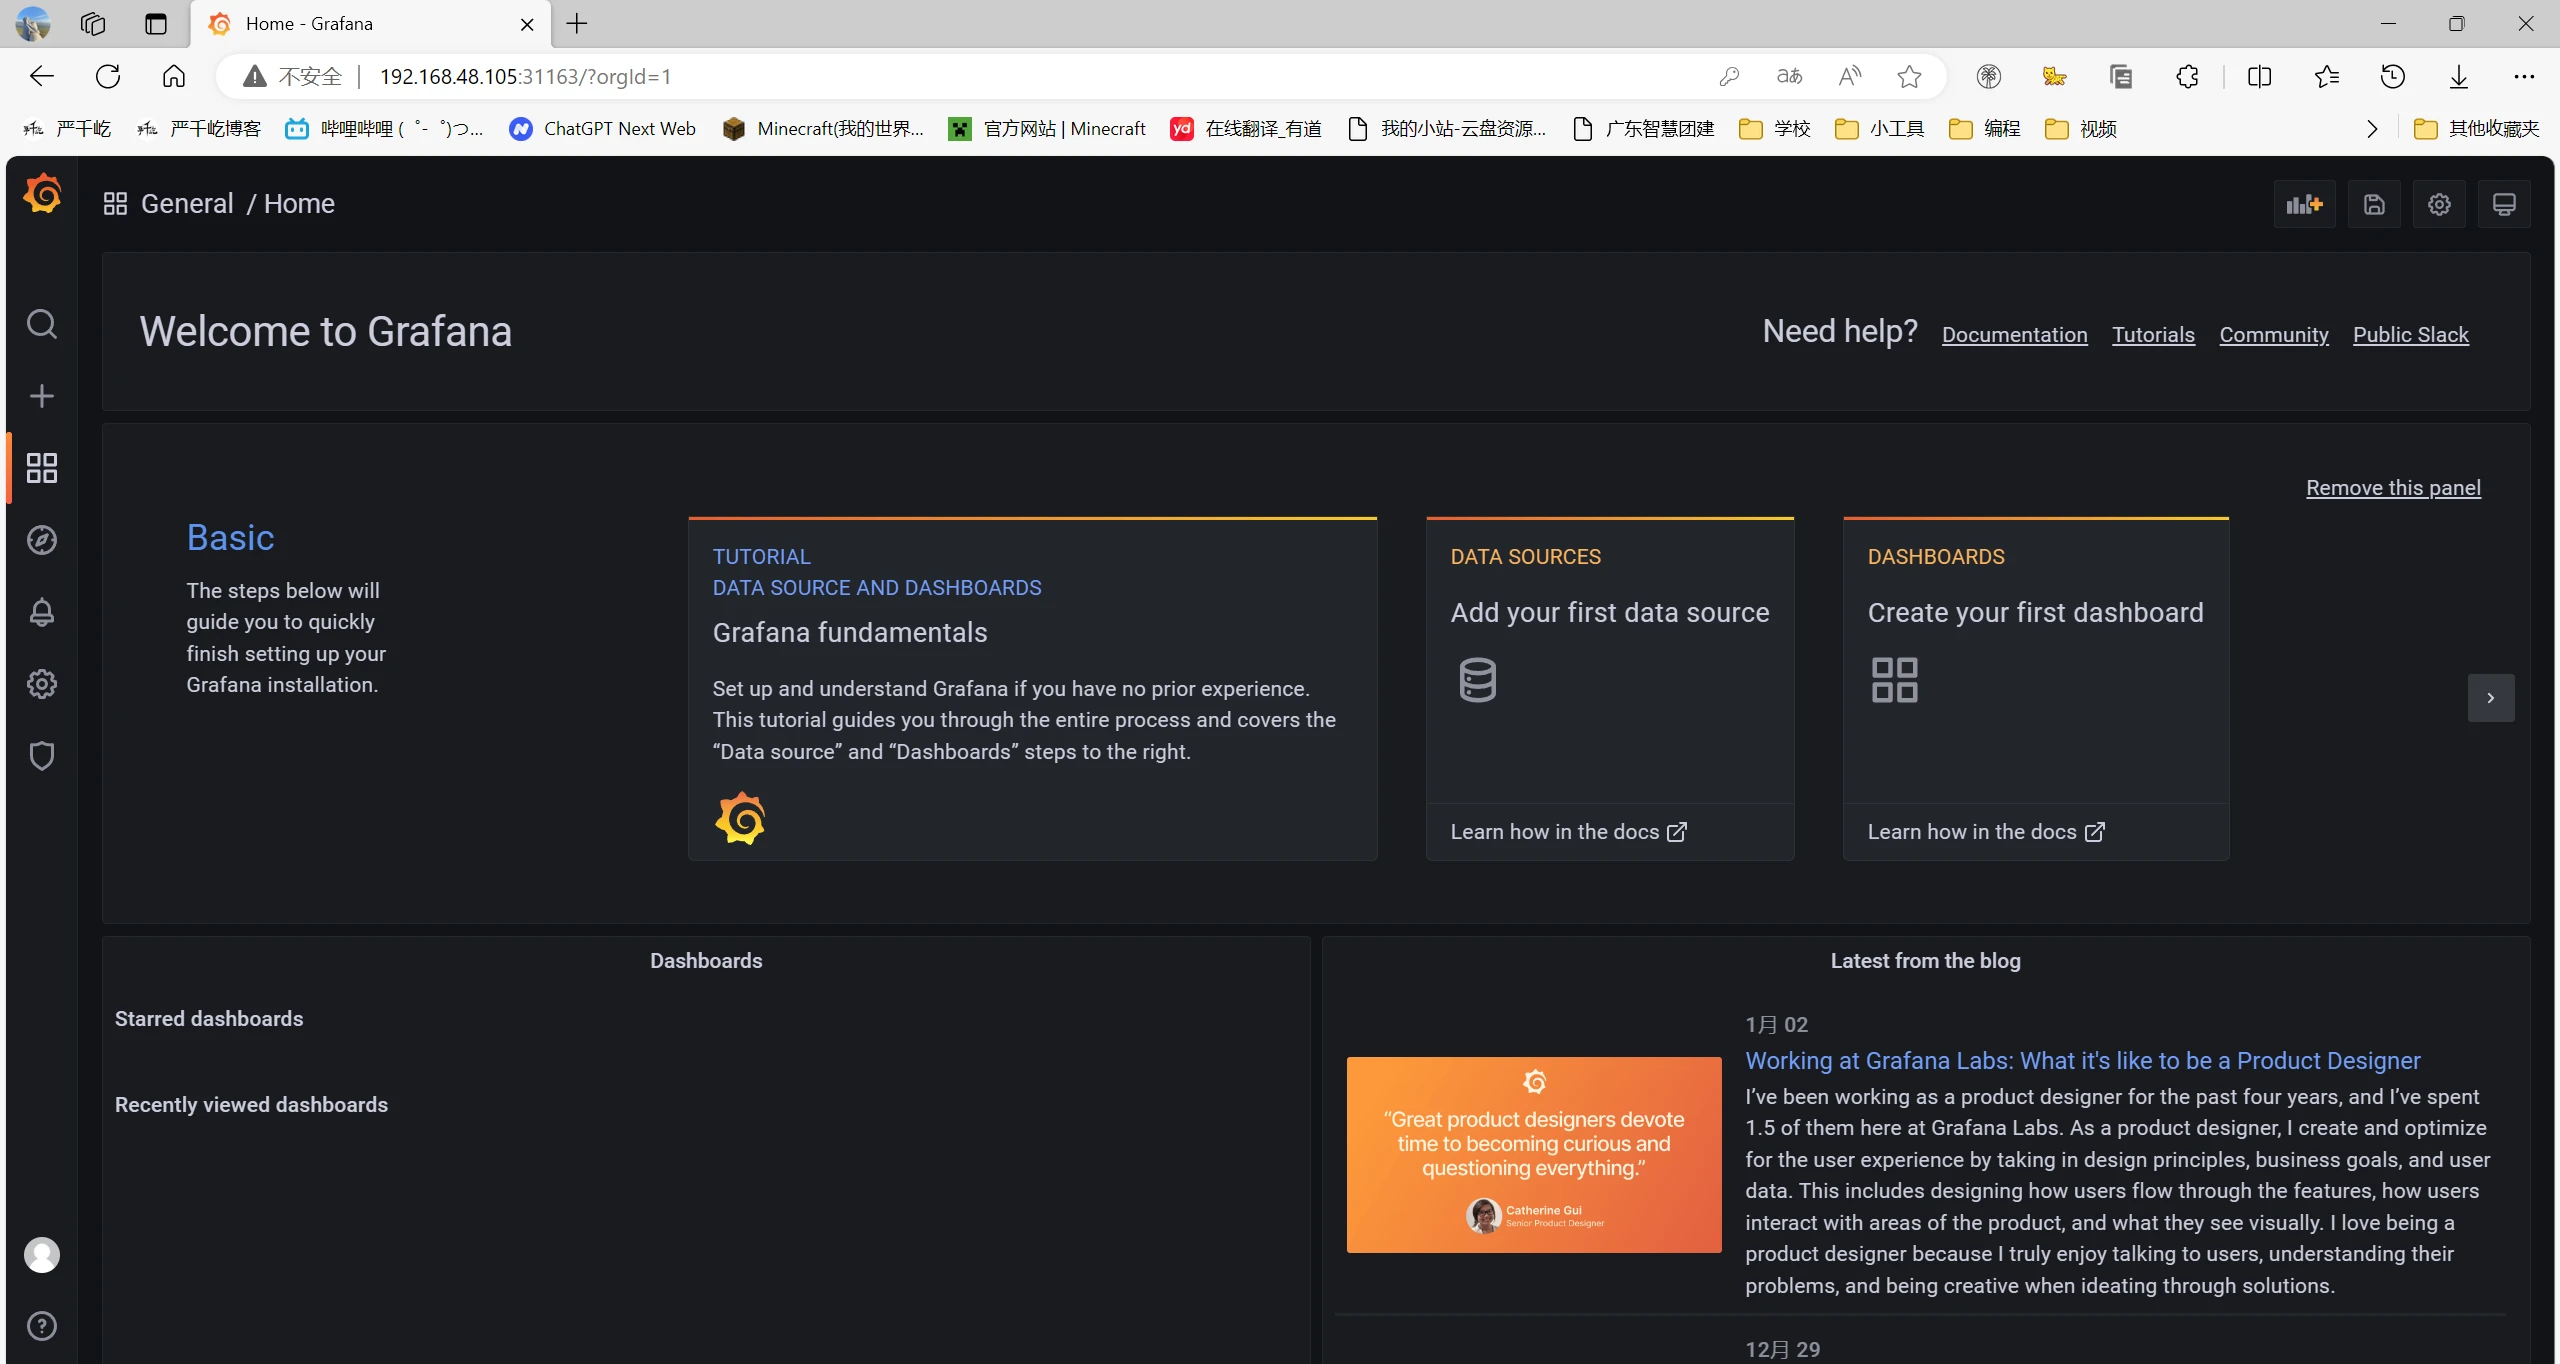 Home - Grafana
不安全
192.168.48.105:31163/?orgId=1
严千屹
严千屹博客
哔哩哔哩 ( ゜- ゜)つ...
ChatGPT Next Web
Minecraft(我的世界...
官方网站 | Minecraft
yd
在线翻译_有道
我的小站-云盘资源...
广东智慧团建
学校
小工具
编程
视频
其他收藏夹
General / Home
Welcome to Grafana
Need help?
Documentation
Tutorials
Community
Public Slack
Remove this panel
Basic
The steps below will
guide you to quickly
finish setting up your
Grafana installation.
TUTORIAL
DATA SOURCE AND DASHBOARDS
Grafana fundamentals
Set up and understand Grafana if you have no prior experience.
This tutorial guides you through the entire process and covers the
“Data source” and “Dashboards” steps to the right.
DATA SOURCES
Add your first data source
Learn how in the docs
DASHBOARDS
Create your first dashboard
Learn how in the docs
Dashboards
Starred dashboards
Recently viewed dashboards
Latest from the blog
1月 02
Working at Grafana Labs: What it's like to be a Product Designer
“Great product designers devote
time to becoming curious and
questioning everything.”
Catherine Gui
Senior Product Designer
I’ve been working as a product designer for the past four years, and I’ve spent
1.5 of them here at Grafana Labs. As a product designer, I create and optimize
for the user experience by taking in design principles, business goals, and user
data. This includes designing how users flow through the features, how users
interact with areas of the product, and what they see visually. I love being a
product designer because I truly enjoy talking to users, understanding their
problems, and being creative when ideating through solutions.
12月 29